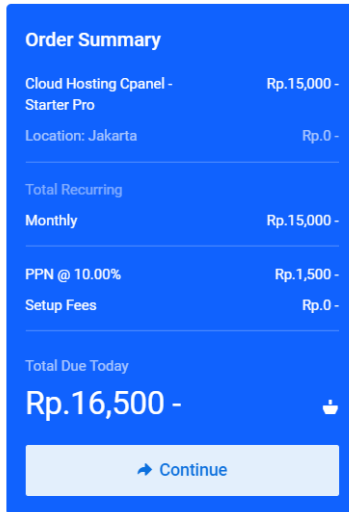 Order Summary
Cloud Hosting Cpanel - Rp.15,000 -
Starter Pro
Location: Jakarta Rp.0 -
Total Recurring
Monthly Rp.15,000 -
PPN @ 10.00% Rp.1,500 -
Setup Fees Rp.0 -
Total Due Today
Rp.16,500 -
Continue